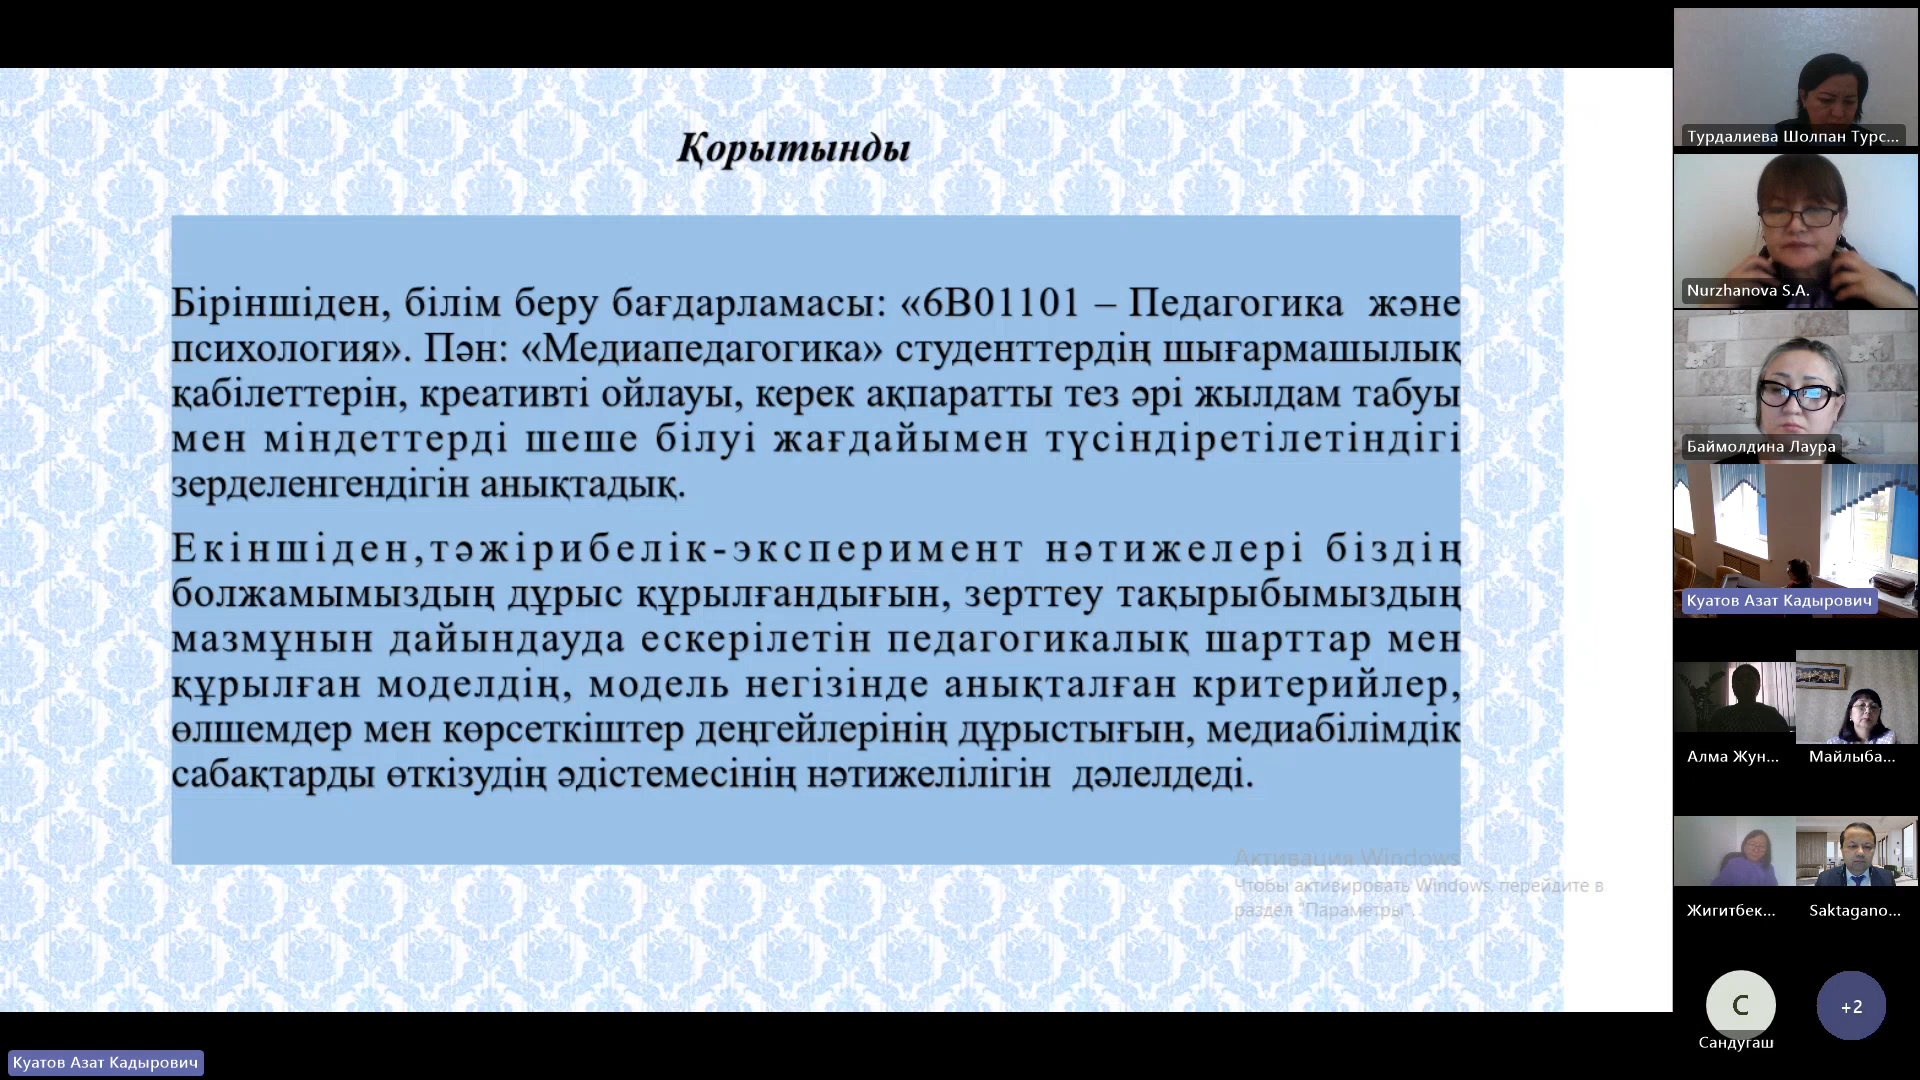 Қорытынды
Біріншіден, білім беру бағдарламасы: «6В01101 – Педагогика және
психология». Пән: «Медиапедагогика» студенттердің шығармашылық
қабілеттерін, креативті ойлауы, керек ақпаратты тез әрі жылдам табуы
мен міндеттерді шеше білуі жағдайымен түсіндіретілетіндігі
зерделенгендігін анықтадық.
Екіншіден,тәжірибелік-эксперимент нәтижелері біздің
болжамымыздың дұрыс құрылғандығын, зерттеу тақырыбымыздың
мазмұнын дайындауда ескерілетін педагогикалық шарттар мен
құрылған моделдің, модель негізінде анықталған критерийлер,
өлшемдер мен көрсеткіштер деңгейлерінің дұрыстығын, медиабілімдік
сабақтарды өткізудің әдістемесінің нәтижелілігін дәлелдеді.
Активация Windows
Чтобы активировать Windows, перейдите в
раздел "Параметры".
Турдалиева Шолпан Турс...
Nurzhanova S.A.
Баймолдина Лаура
Куатов Азат Кадырович
Алма Жун...
Майлыба...
Жигитбек...
Saktagano...
С
+2
Сандугаш
Куатов Азат Кадырович